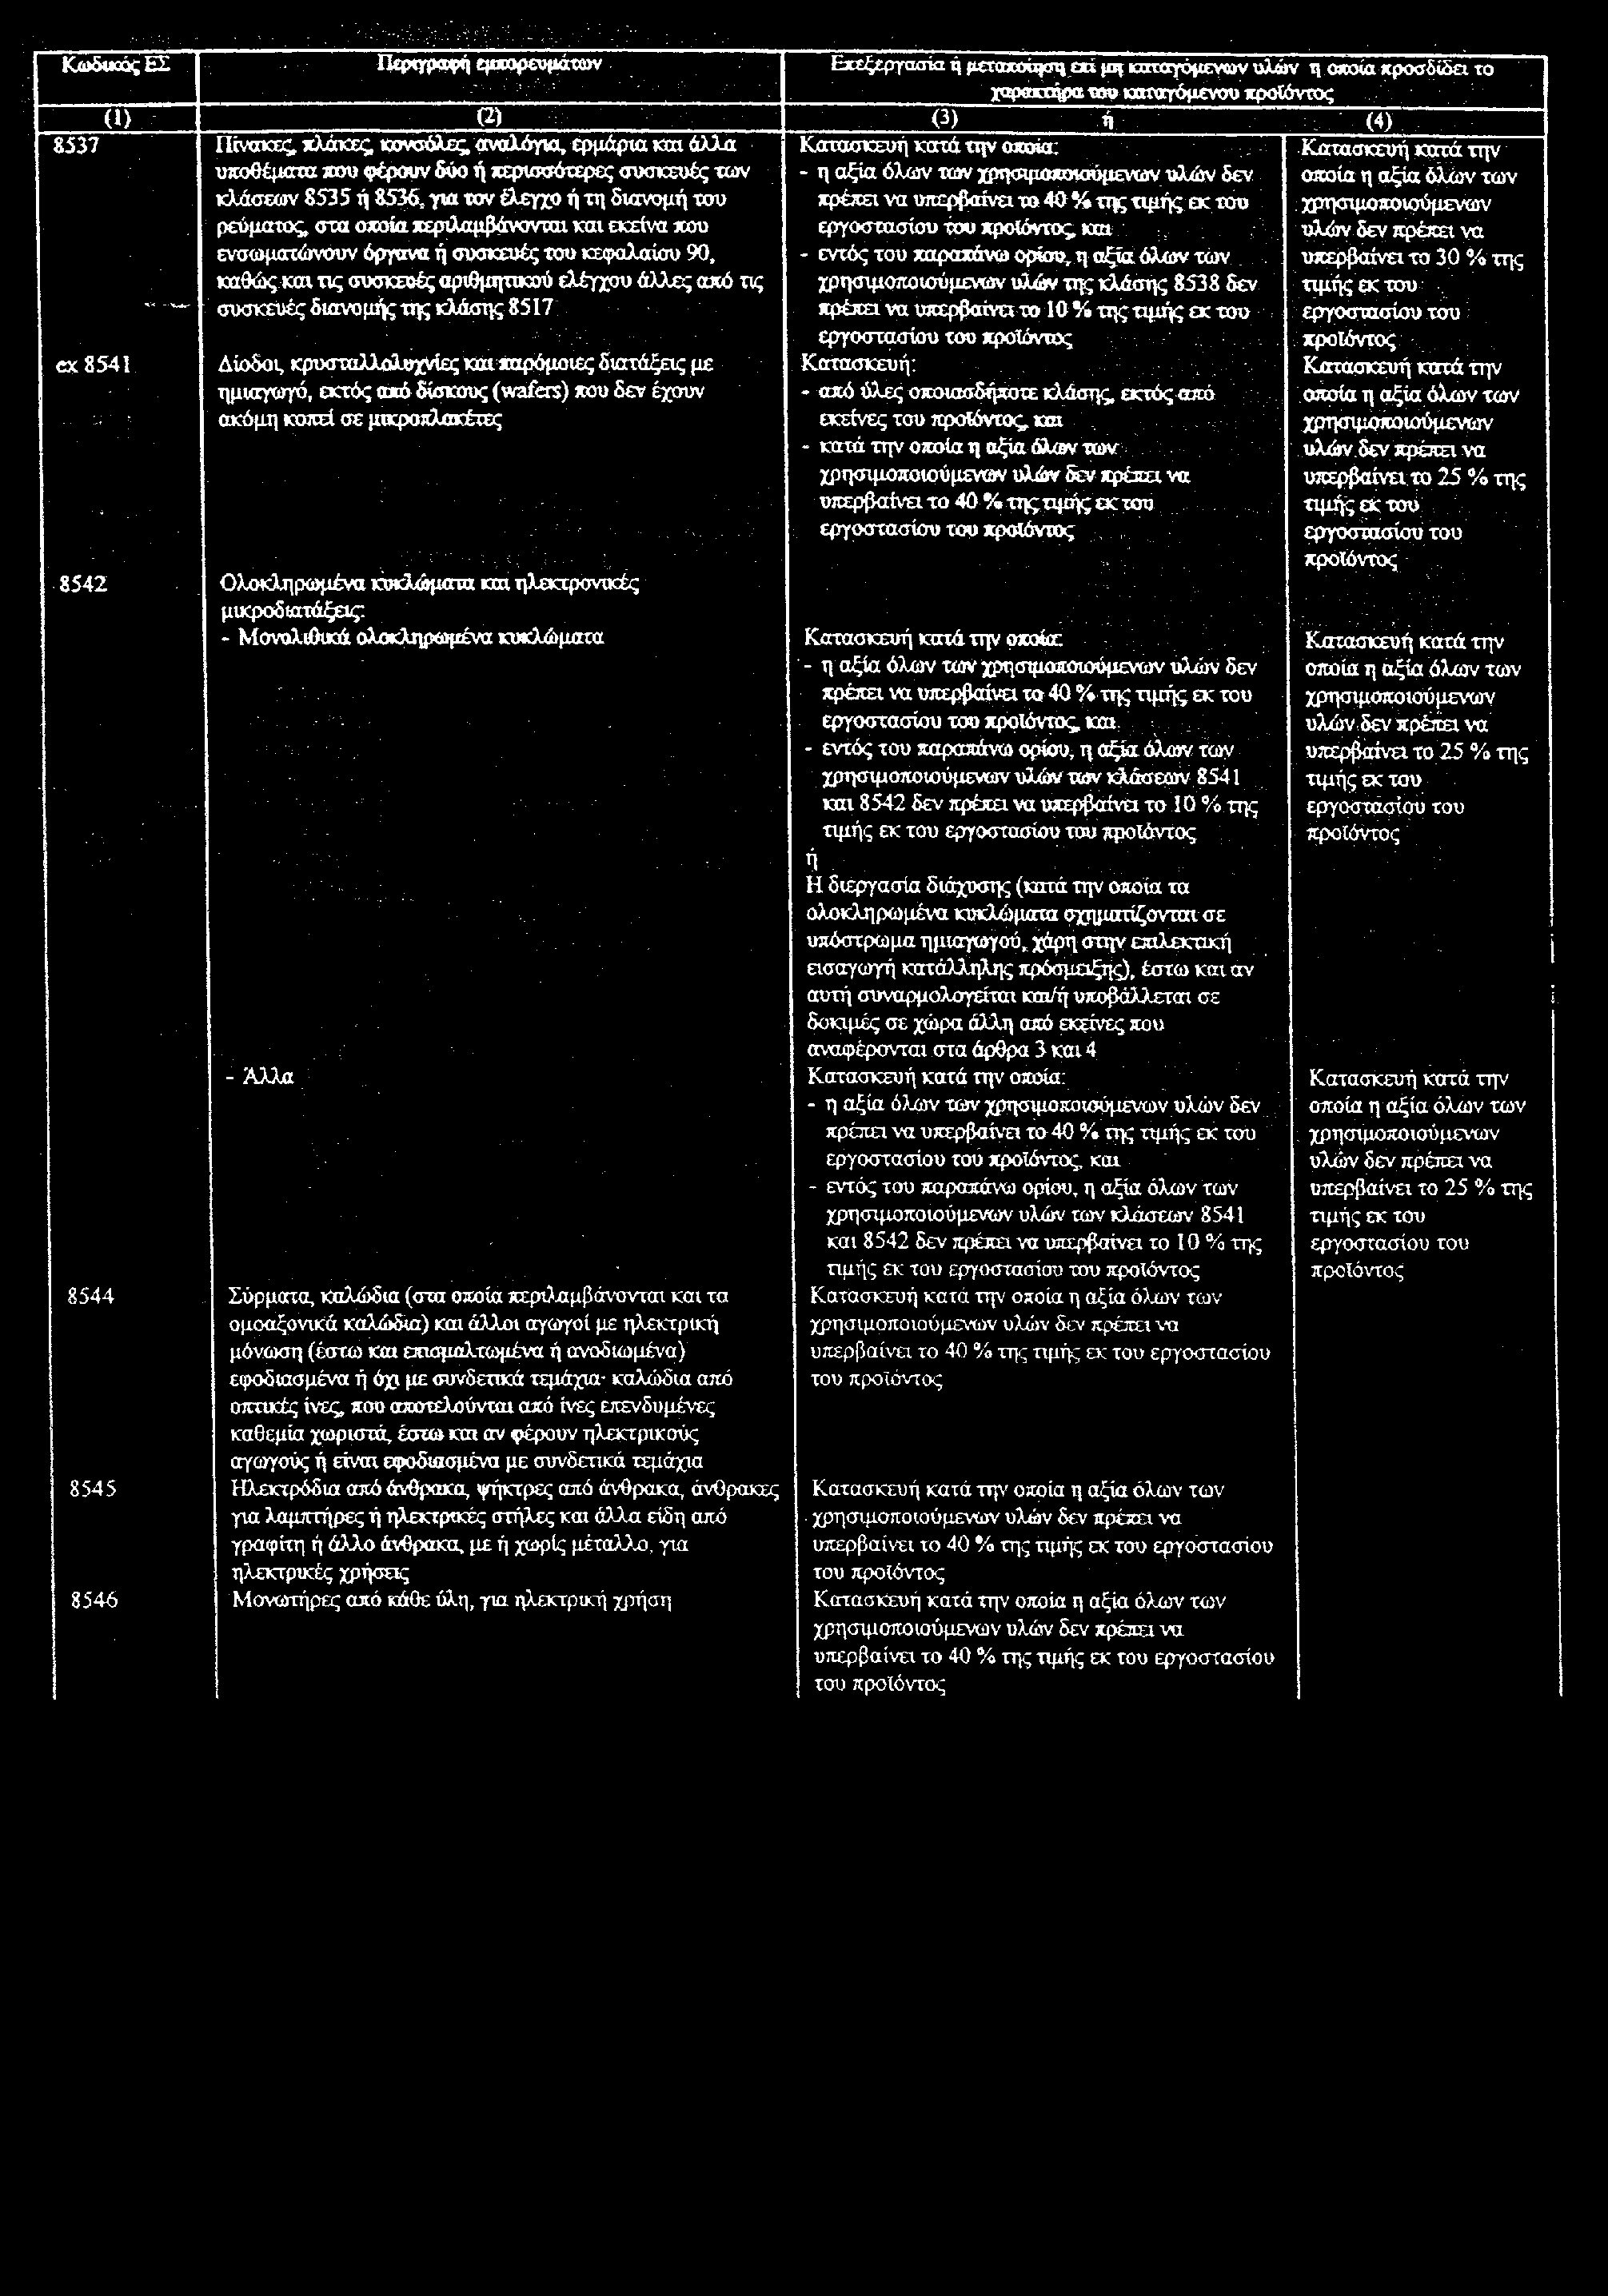 Κωδικός ΕΣ
Περιγραφή εμπορευμάτων
Επεξεργασία ή μεταποίηση επί μη καταγόμενων υλών η οποία προσδίδει το
χαρακτήρα του καταγόμενου προϊόντος
(1)
(2)
(3) ή (4)
8537
Πίνακες, πλάκες, κονσόλες, αναλόγια, ερμάρια και άλλα
υποθέματα που φέρουν δύο ή περισσότερες συσκευές των
κλάσεων 8535 ή 8536, για τον έλεγχο ή τη διανομή του
ρεύματος, στα οποία περιλαμβάνονται και εκείνα που
ενσωματώνουν όργανα ή συσκευές του κεφαλαίου 90,
καθώς και τις συσκευές αριθμητικού ελέγχου άλλες από τις
συσκευές διανομής της κλάσης 8517
Κατασκευή κατά την οποία:
- η αξία όλων των χρησιμοποιούμενων υλών δεν
πρέπει να υπερβαίνει το 40 % της τιμής εκ του
εργοστασίου του προϊόντος, και
- εντός του παραπάνω ορίου, η αξία όλων των
χρησιμοποιούμενων υλών της κλάσης 8538 δεν
πρέπει να υπερβαίνει το 10 % της τιμής εκ του
εργοστασίου του προϊόντος
Κατασκευή κατά την
οποία η αξία όλων των
χρησιμοποιούμενων
υλών δεν πρέπει να
υπερβαίνει το 30 % της
τιμής εκ του
εργοστασίου του
προϊόντος
ex 8541
Δίοδοι, κρυσταλλολυχνίες και παρόμοιες διατάξεις με
ημιαγωγό, εκτός από δίσκους (wafers) που δεν έχουν
ακόμη κοπεί σε μικροπλακέτες
Κατασκευή:
- από ύλες οποιασδήποτε κλάσης, εκτός από
εκείνες του προϊόντος, και
- κατά την οποία η αξία όλων των
χρησιμοποιούμενων υλών δεν πρέπει να
υπερβαίνει το 40 % της τιμής εκ του
εργοστασίου του προϊόντος
Κατασκευή κατά την
οποία η αξία όλων των
χρησιμοποιούμενων
υλών δεν πρέπει να
υπερβαίνει το 25 % της
τιμής εκ του
εργοστασίου του
προϊόντος
8542
Ολοκληρωμένα κυκλώματα και ηλεκτρονικές
μικροδιατάξεις:
- Μονολιθικά ολοκληρωμένα κυκλώματα
Κατασκευή κατά την οποία:
- η αξία όλων των χρησιμοποιούμενων υλών δεν
πρέπει να υπερβαίνει το 40 % της τιμής εκ του
εργοστασίου του προϊόντος, και
- εντός του παραπάνω ορίου, η αξία όλων των
χρησιμοποιούμενων υλών των κλάσεων 8541
και 8542 δεν πρέπει να υπερβαίνει το 10 % της
τιμής εκ του εργοστασίου του προϊόντος
ή
Η διεργασία διάχυσης (κατά την οποία τα
ολοκληρωμένα κυκλώματα σχηματίζονται σε
υπόστρωμα ημιαγωγού, χάρη στην επιλεκτική
εισαγωγή κατάλληλης πρόσμειξης), έστω και αν
αυτή συναρμολογείται και/ή υποβάλλεται σε
δοκιμές σε χώρα άλλη από εκείνες που
αναφέρονται στα άρθρα 3 και 4
Κατασκευή κατά την
οποία η αξία όλων των
χρησιμοποιούμενων
υλών δεν πρέπει να
υπερβαίνει το 25 % της
τιμής εκ του
εργοστασίου του
προϊόντος
- Άλλα
Κατασκευή κατά την οποία:
- η αξία όλων των χρησιμοποιούμενων υλών δεν
πρέπει να υπερβαίνει το 40 % της τιμής εκ του
εργοστασίου του προϊόντος, και
- εντός του παραπάνω ορίου, η αξία όλων των
χρησιμοποιούμενων υλών των κλάσεων 8541
και 8542 δεν πρέπει να υπερβαίνει το 10 % της
τιμής εκ του εργοστασίου του προϊόντος
Κατασκευή κατά την
οποία η αξία όλων των
χρησιμοποιούμενων
υλών δεν πρέπει να
υπερβαίνει το 25 % της
τιμής εκ του
εργοστασίου του
προϊόντος
8544
Σύρματα, καλώδια (στα οποία περιλαμβάνονται και τα
ομοαξονικά καλώδια) και άλλοι αγωγοί με ηλεκτρική
μόνωση (έστω και επισμαλτωμένα ή ανοδιωμένα)
εφοδιασμένα ή όχι με συνδετικά τεμάχια· καλώδια από
οπτικές ίνες, που αποτελούνται από ίνες επενδυμένες
καθεμία χωριστά, έστω και αν φέρουν ηλεκτρικούς
αγωγούς ή είναι εφοδιασμένα με συνδετικά τεμάχια
Κατασκευή κατά την οποία η αξία όλων των
χρησιμοποιούμενων υλών δεν πρέπει να
υπερβαίνει το 40 % της τιμής εκ του εργοστασίου
του προϊόντος
8545
Ηλεκτρόδια από άνθρακα, ψήκτρες από άνθρακα, άνθρακες
για λαμπτήρες ή ηλεκτρικές στήλες και άλλα είδη από
γραφίτη ή άλλο άνθρακα, με ή χωρίς μέταλλο, για
ηλεκτρικές χρήσεις
Κατασκευή κατά την οποία η αξία όλων των
χρησιμοποιούμενων υλών δεν πρέπει να
υπερβαίνει το 40 % της τιμής εκ του εργοστασίου
του προϊόντος
8546
Μονωτήρες από κάθε ύλη, για ηλεκτρική χρήση
Κατασκευή κατά την οποία η αξία όλων των
χρησιμοποιούμενων υλών δεν πρέπει να
υπερβαίνει το 40 % της τιμής εκ του εργοστασίου
του προϊόντος